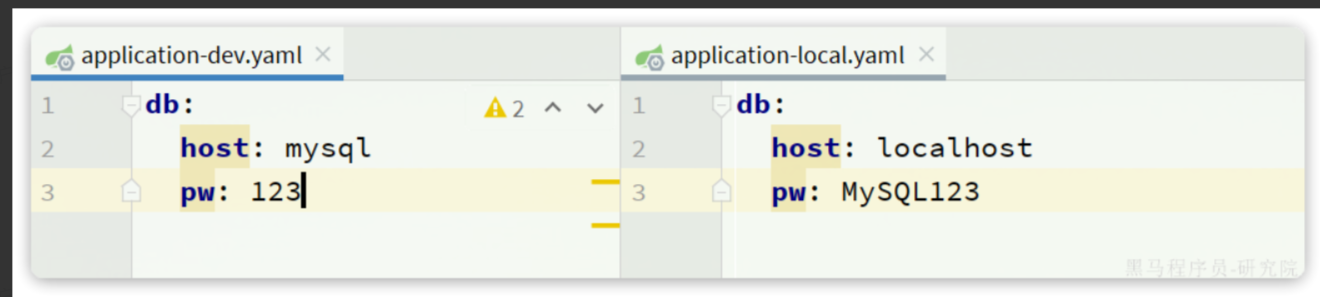 application-dev.yaml
1 db:
2 host: mysql
3 pw: 123
2
application-local.yaml
1 db:
2 host: localhost
3 pw: MySQL123
黑马程序员-研究院